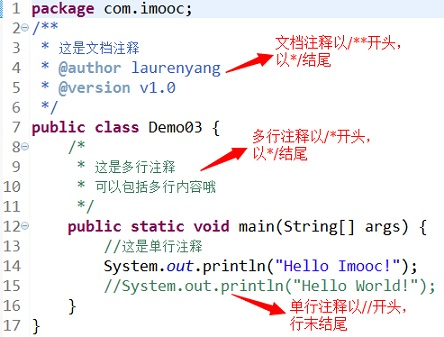 1 package com.imooc;
2 /**
3  * 这是文档注释
4  * @author laurenyang
5  * @version v1.0
6  */
7 public class Demo03 {
8     /*
9      * 这是多行注释
10      * 可以包括多行内容哦
11      */
12     public static void main(String[] args) {
13         //这是单行注释
14         System.out.println("Hello Imooc!");
15         //System.out.println("Hello World!");
16     }
17 }
文档注释以/**开头，
以*/结尾
多行注释以/*开头，
以*/结尾
单行注释以//开头，
行末结尾